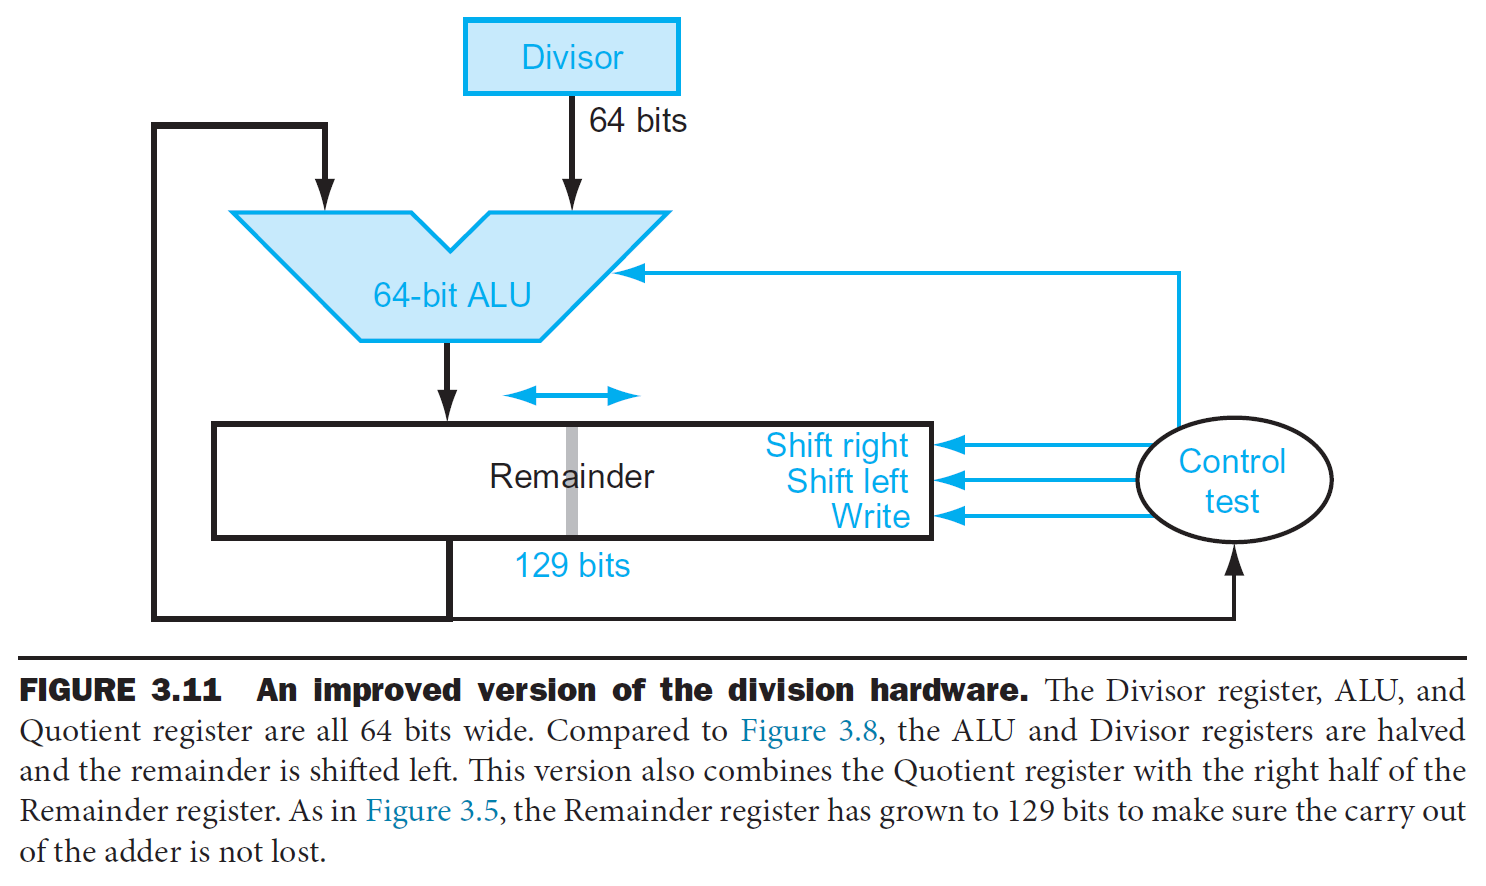 Divisor
64 bits
64-bit ALU
Shift right
Remainder
Shift left
Write
Control
test
129 bits
FIGURE 3.11 An improved version of the division hardware. The Divisor register, ALU, and
Quotient register are all 64 bits wide. Compared to Figure 3.8, the ALU and Divisor registers are halved
and the remainder is shifted left. This version also combines the Quotient register with the right half of the
Remainder register. As in Figure 3.5, the Remainder register has grown to 129 bits to make sure the carry out
of the adder is not lost.